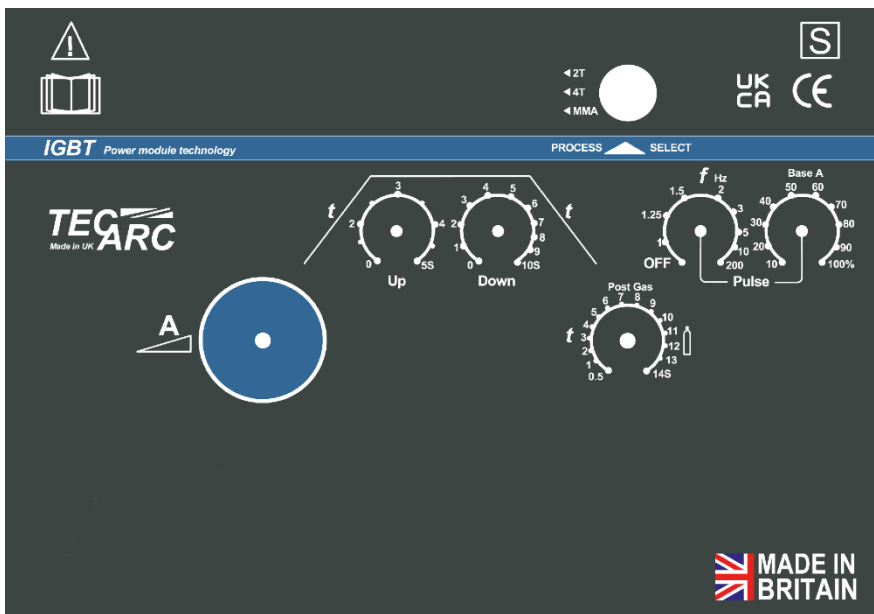 S
2T
4T
MMA
UK
CA
CE
IGBT Power module technology
PROCESS SELECT
TEC
ARC
Made in UK
t
0
2
3
4
5S
Up
0
1
2
3
4
5
6
7
8
9
10S
Down
t
f Hz
OFF
1
1.25
1.5
2
3
5
10
200
Base A
10
20
30
40
50
60
70
80
90
100%
Pulse
A
Post Gas
t
0.5
1
2
3
4
5
6
7
8
9
10
11
12
13
14S
MADE IN
BRITAIN